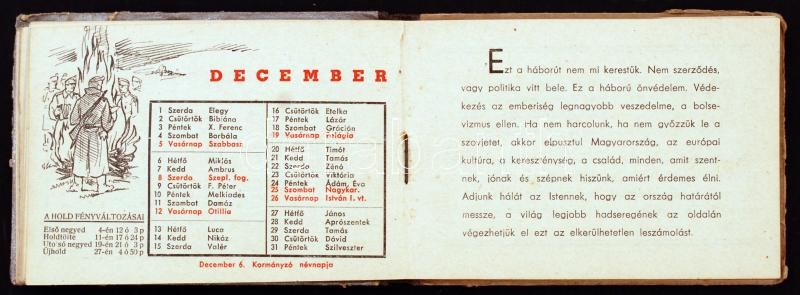 DECEMBER
1 Szerda Elegy
2 Csütörtök Bibiána
3 Péntek X. Ferenc
4 Szombat Borbála
5 Vasárnap Szabbasz
6 Hétfő Miklós
7 Kedd Ambrus
8 Szerda Szepl. fog.
9 Csütörtök F. Péter
10 Péntek Melkiades
11 Szombat Damáz
12 Vasárnap Otillia
13 Hétfő Luca
14 Kedd Nikáz
15 Szerda Valér
16 Csütörtök Etelka
17 Péntek Lázár
18 Szombat Grácián
19 Vasárnap
20 Hétfő Timót
21 Kedd Tamás
22 Szerda Zénó
23 Csütörtök Viktória
24 Péntek Ádám, Éva
25 Szombat Nagykar.
26 Vasárnap István I. vt.
27 Hétfő János
28 Kedd Aprószentek
29 Szerda Tamás
30 Csütörtök Dávid
31 Péntek Szilveszter
A HOLD FÉNYVÁLTOZÁSAI
Első negyed 4-én 12 ó 3 p
Holdtölte 11-én 17 ó 24 p
Utolsó negyed 19-én 21 ó 3 p
Újhold 27-én 4 ó 50 p
December 6. Kormányzó névnapja
Ezt a háborút nem mi kerestük. Nem szerződés,
vagy politika vitt bele. Ez a háború önvédelem. Véde-
kezés az emberiség legnagyobb veszedelme, a bolse-
vizmus ellen. Ha nem harcolunk, ha nem győzzük le a
szovjetet, akkor elpusztul Magyarország, az európai
kultúra, a kereszténység, a család, minden, amit szent-
nek, jónak és szépnek hiszünk, amiért érdemes élni.
Adjunk hálát az Istennek, hogy az ország határától
messze, a világ legjobb hadseregének az oldalán
végezhetjük el ezt az elkerülhetetlen leszámolást.